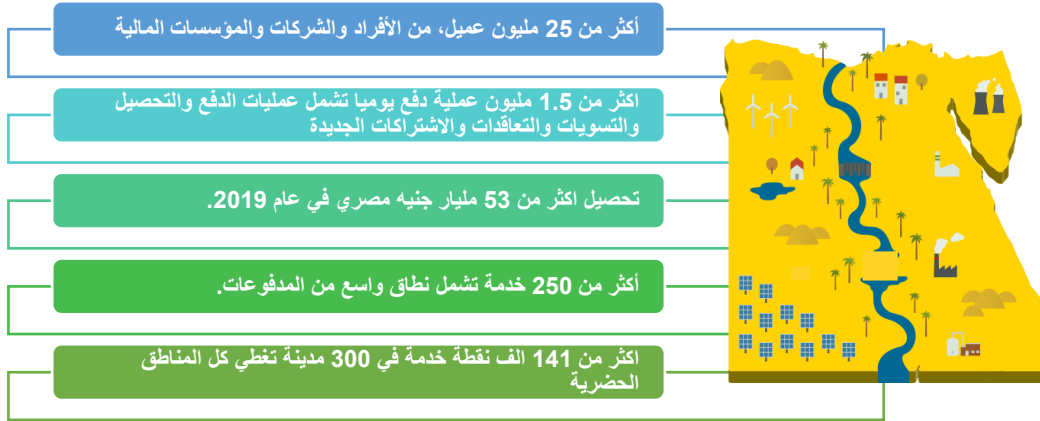 أكثر من 25 مليون عميل، من الأفراد والشركات والمؤسسات المالية
اكثر من 1.5 مليون عملية دفع يوميا تشمل عمليات الدفع والتحصيل
والتسويات والتعاقدات والاشتراكات الجديدة
تحصيل اكثر من 53 مليار جنيه مصري في عام 2019.
أكثر من 250 خدمة تشمل نطاق واسع من المدفوعات.
اكثر من 141 الف نقطة خدمة في 300 مدينة تغطي كل المناطق
الحضرية